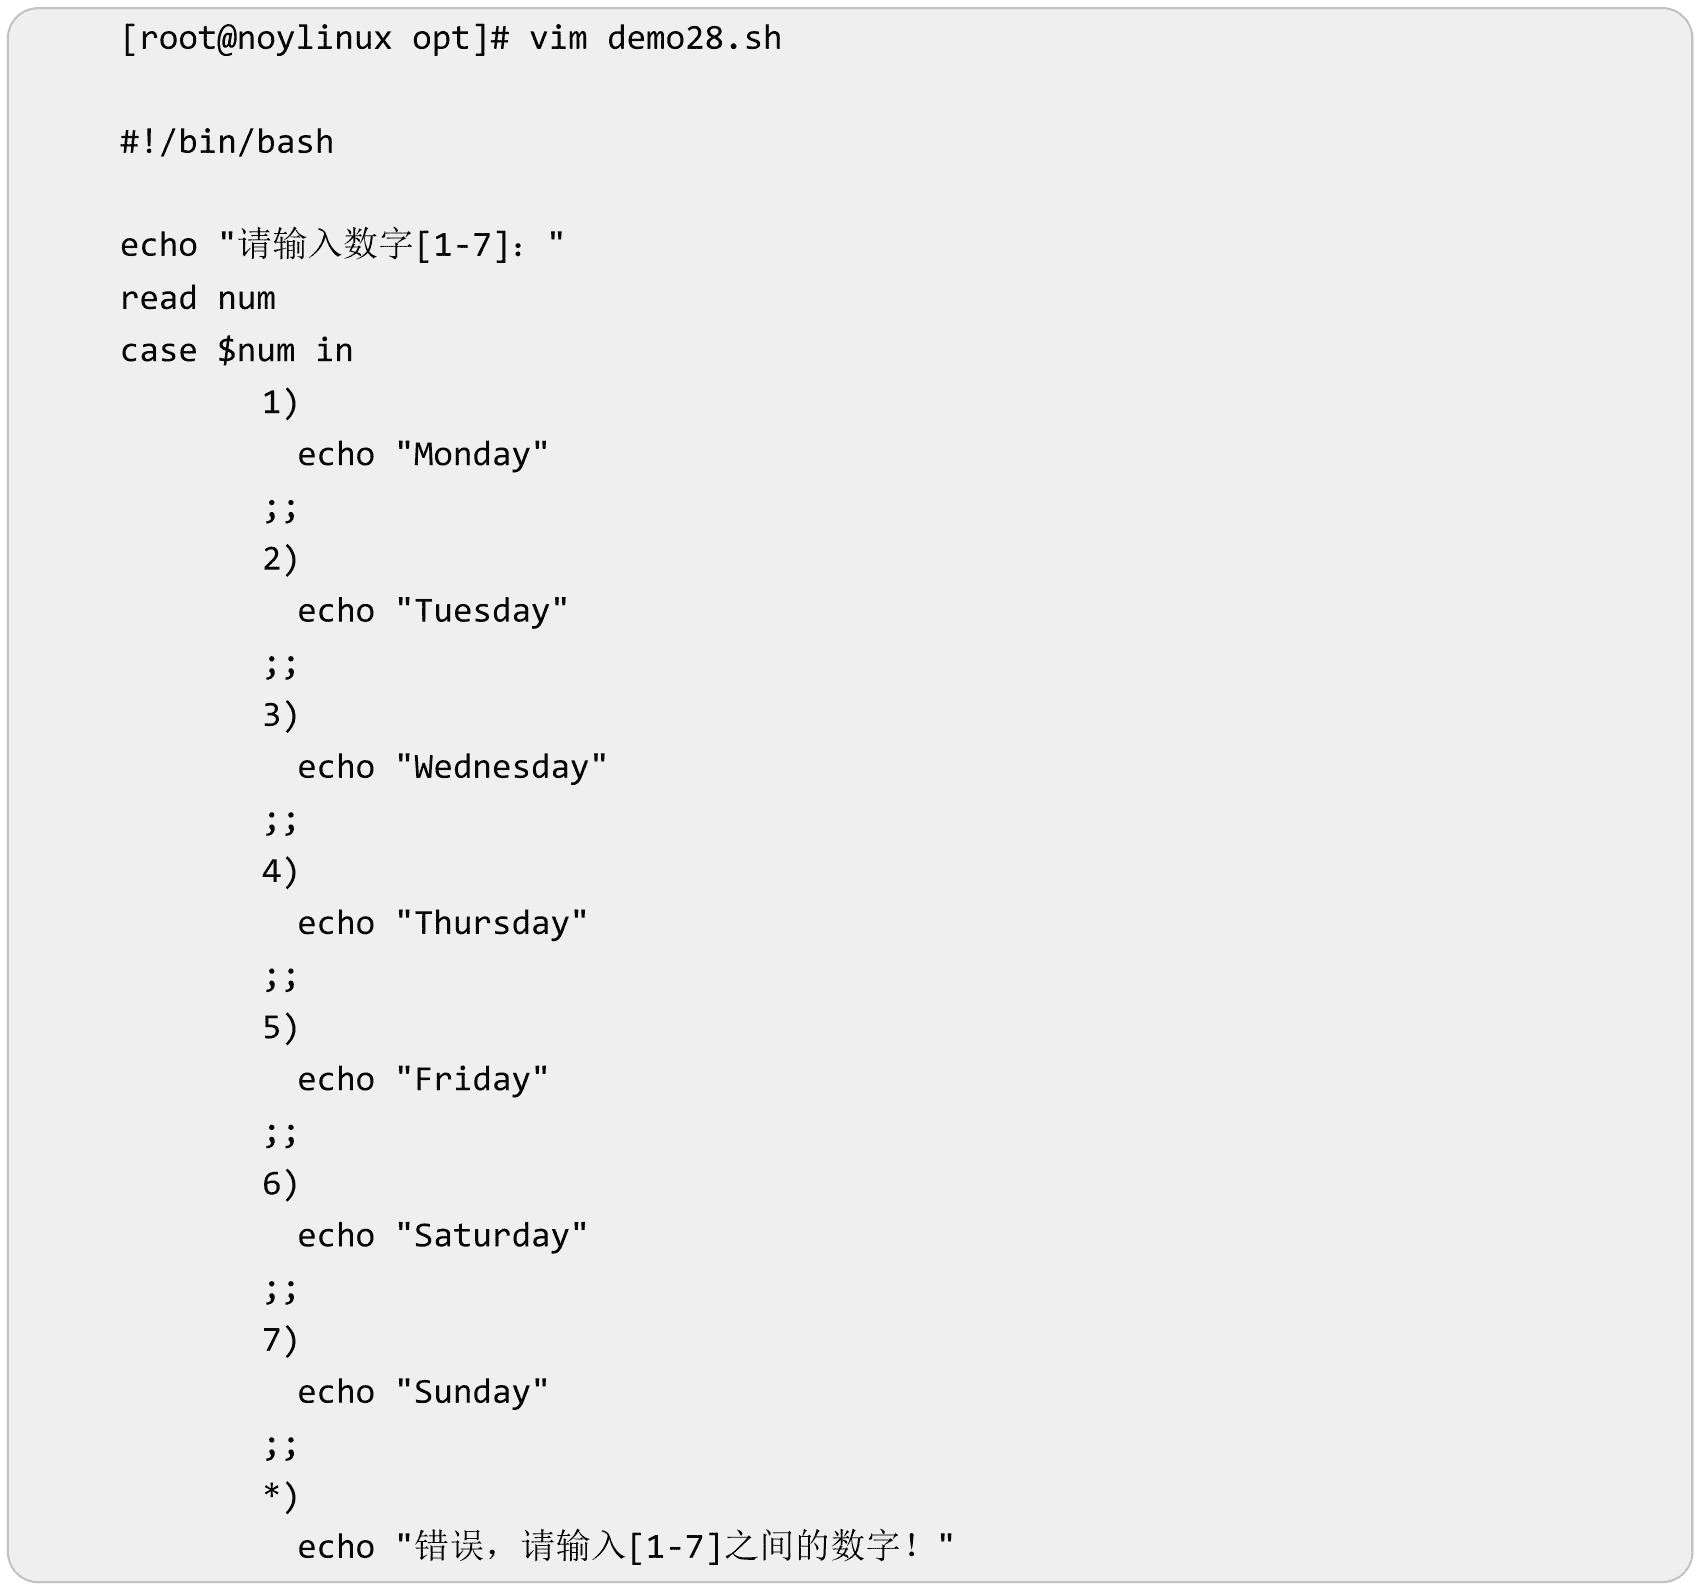 [root@noylinux opt]# vim demo28.sh
#!/bin/bash
echo "请输入数字[1-7]："
read num
case $num in
1)
echo "Monday"
;;
2)
echo "Tuesday"
;;
3)
echo "Wednesday"
;;
4)
echo "Thursday"
;;
5)
echo "Friday"
;;
6)
echo "Saturday"
;;
7)
echo "Sunday"
;;
*)
echo "错误，请输入[1-7]之间的数字！"